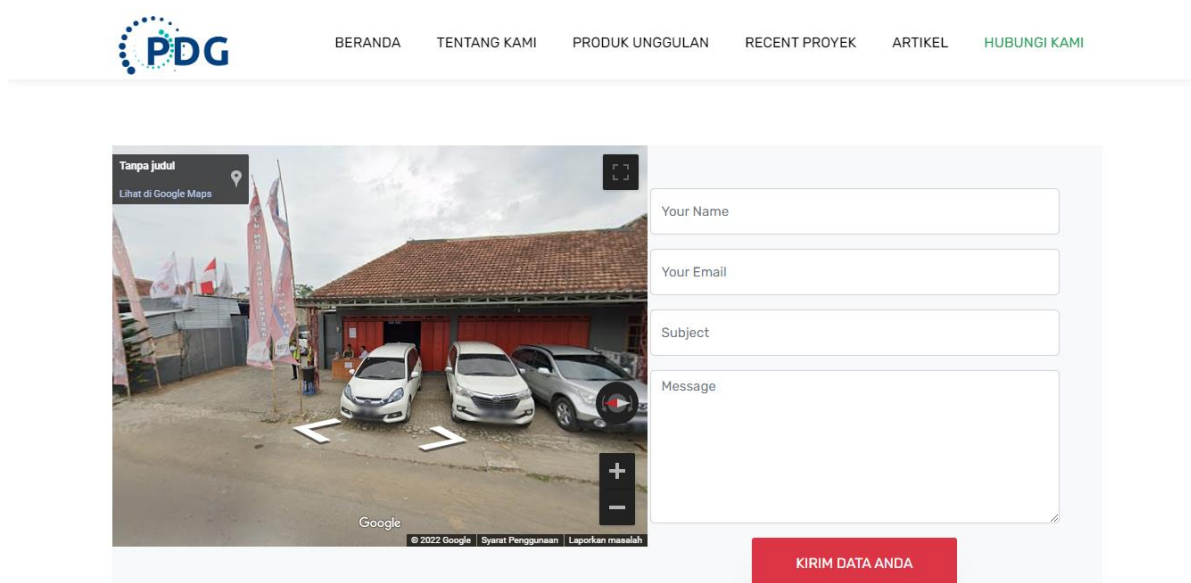 PDG
BERANDA TENTANG KAMI PRODUK UNGGULAN RECENT PROYEK ARTIKEL HUBUNGI KAMI
Tanpa judul
Lihat di Google Maps
Your Name
Your Email
Subject
Message
Google
© 2022 Google Syarat Penggunaan Laporkan masalah
KIRIM DATA ANDA